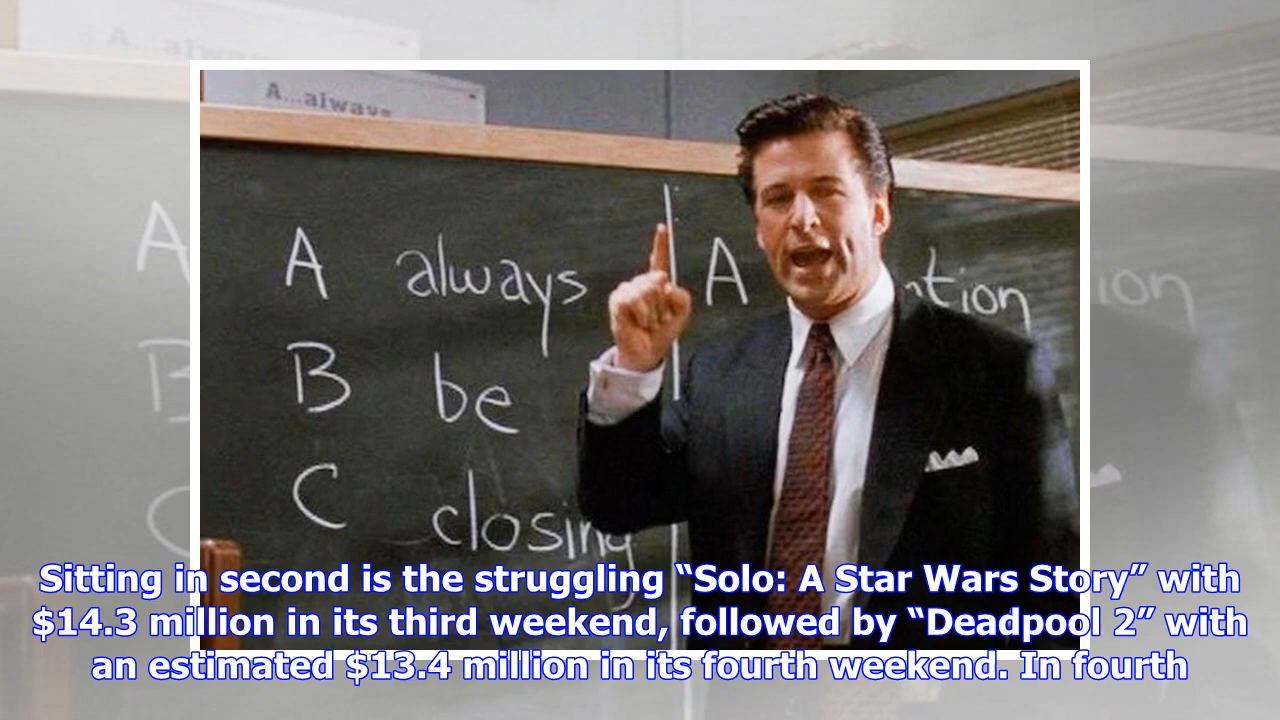 A...always
A always
B be
C closing
A
ntion
Sitting in second is the struggling “Solo: A Star Wars Story” with
$14.3 million in its third weekend, followed by “Deadpool 2” with
an estimated $13.4 million in its fourth weekend. In fourth